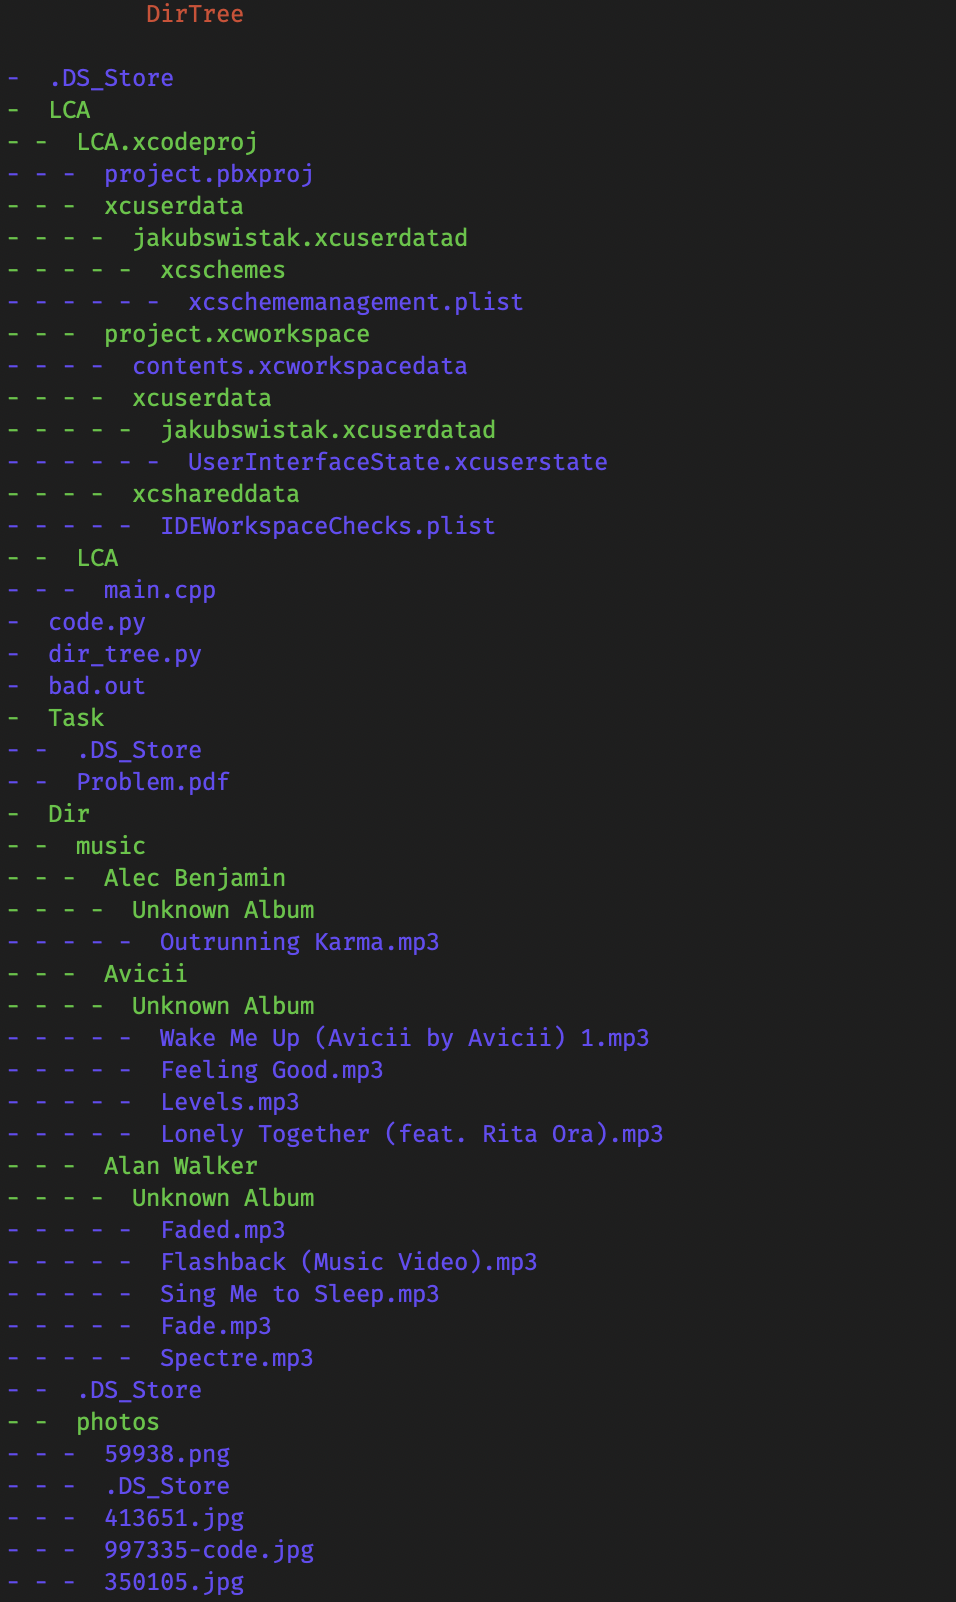 DirTree
- .DS_Store
- LCA
- - LCA.xcodeproj
- - - project.pbxproj
- - - xcuserdata
- - - - jakubswistak.xcuserdatad
- - - - - xcschemes
- - - - - - xcschememanagement.plist
- - - project.xcworkspace
- - - - contents.xcworkspacedata
- - - - xcuserdata
- - - - - jakubswistak.xcuserdatad
- - - - - - UserInterfaceState.xcuserstate
- - - - xcshareddata
- - - - - IDEWorkspaceChecks.plist
- - LCA
- - - main.cpp
- code.py
- dir_tree.py
- bad.out
- Task
- - .DS_Store
- - Problem.pdf
- Dir
- - music
- - - Alec Benjamin
- - - - Unknown Album
- - - - - Outrunning Karma.mp3
- - - Avicii
- - - - Unknown Album
- - - - - Wake Me Up (Avicii by Avicii) 1.mp3
- - - - - Feeling Good.mp3
- - - - - Levels.mp3
- - - - - Lonely Together (feat. Rita Ora).mp3
- - - Alan Walker
- - - - Unknown Album
- - - - - Faded.mp3
- - - - - Flashback (Music Video).mp3
- - - - - Sing Me to Sleep.mp3
- - - - - Fade.mp3
- - - - - Spectre.mp3
- - .DS_Store
- - photos
- - - 59938.png
- - - .DS_Store
- - - 413651.jpg
- - - 997335-code.jpg
- - - 350105.jpg